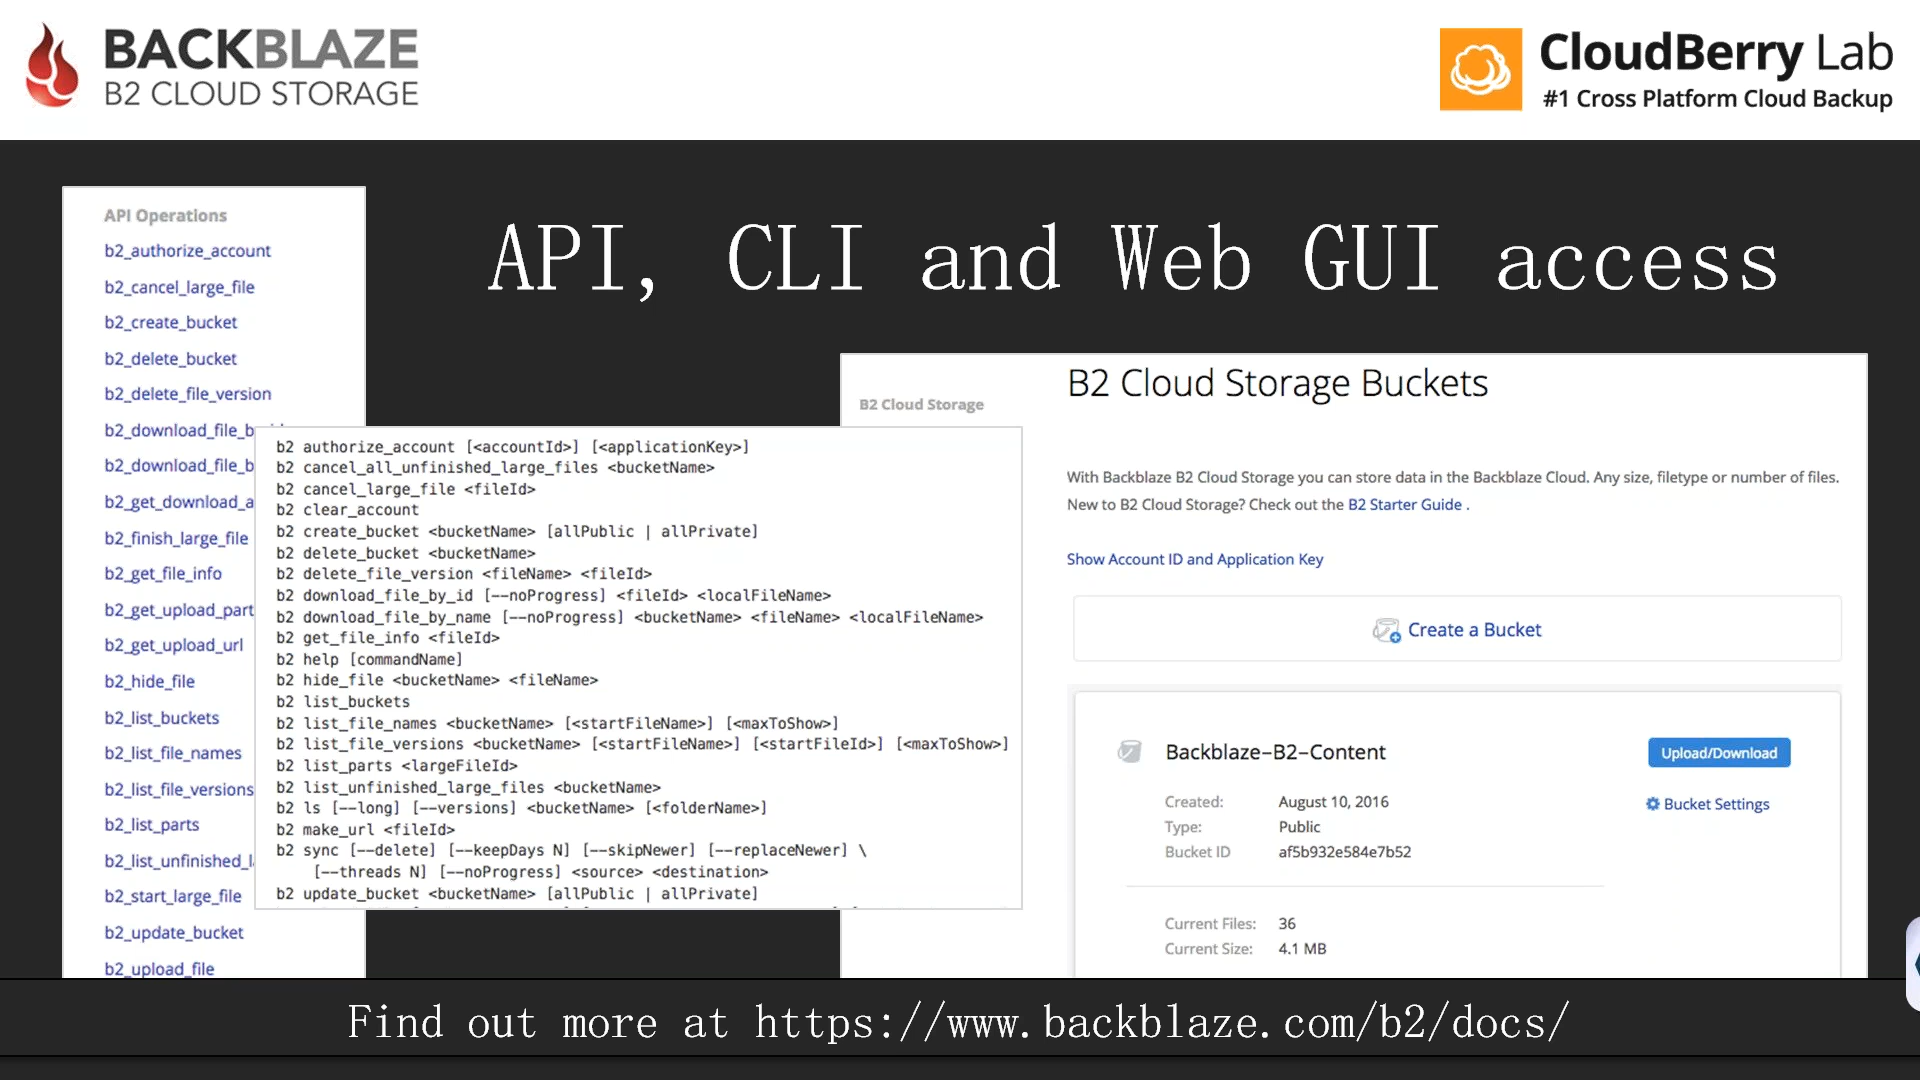 BACKBLAZE
B2 CLOUD STORAGE
CloudBerry Lab
#1 Cross Platform Cloud Backup
API, CLI and Web GUI access
API Operations
b2_authorize_account
b2_cancel_large_file
b2_create_bucket
b2_delete_bucket
b2_delete_file_version
b2_download_file_b
b2_download_file_b
b2_get_download_a
b2_finish_large_file
b2_get_file_info
b2_get_upload_part
b2_get_upload_url
b2_hide_file
b2_list_buckets
b2_list_file_names
b2_list_file_versions
b2_list_parts
b2_list_unfinished_l
b2_start_large_file
b2_update_bucket
b2_upload_file
b2 authorize_account [<accountId>] [<applicationKey>]
b2 cancel_all_unfinished_large_files <bucketName>
b2 cancel_large_file <fileId>
b2 clear_account
b2 create_bucket <bucketName> [allPublic | allPrivate]
b2 delete_bucket <bucketName>
b2 delete_file_version <fileName> <fileId>
b2 download_file_by_id [--noProgress] <fileId> <localFileName>
b2 download_file_by_name [--noProgress] <bucketName> <fileName> <localFileName>
b2 get_file_info <fileId>
b2 help [commandName]
b2 hide_file <bucketName> <fileName>
b2 list_buckets
b2 list_file_names <bucketName> [<startFileName>] [<maxToShow>]
b2 list_file_versions <bucketName> [<startFileName>] [<startFileId>] [<maxToShow>]
b2 list_parts <largeFileId>
b2 list_unfinished_large_files <bucketName>
b2 ls [--long] [--versions] <bucketName> [<folderName>]
b2 make_url <fileId>
b2 sync [--delete] [--keepDays N] [--skipNewer] [--replaceNewer] \
[--threads N] [--noProgress] <source> <destination>
b2 update_bucket <bucketName> [allPublic | allPrivate]
B2 Cloud Storage
B2 Cloud Storage Buckets
With Backblaze B2 Cloud Storage you can store data in the Backblaze Cloud. Any size, filetype or number of files.
New to B2 Cloud Storage? Check out the B2 Starter Guide .
Show Account ID and Application Key
Create a Bucket
Backblaze-B2-Content
Upload/Download
Created: August 10, 2016
Bucket Settings
Type: Public
Bucket ID af5b932e584e7b52
Current Files: 36
Current Size: 4.1 MB
Find out more at https://www.backblaze.com/b2/docs/